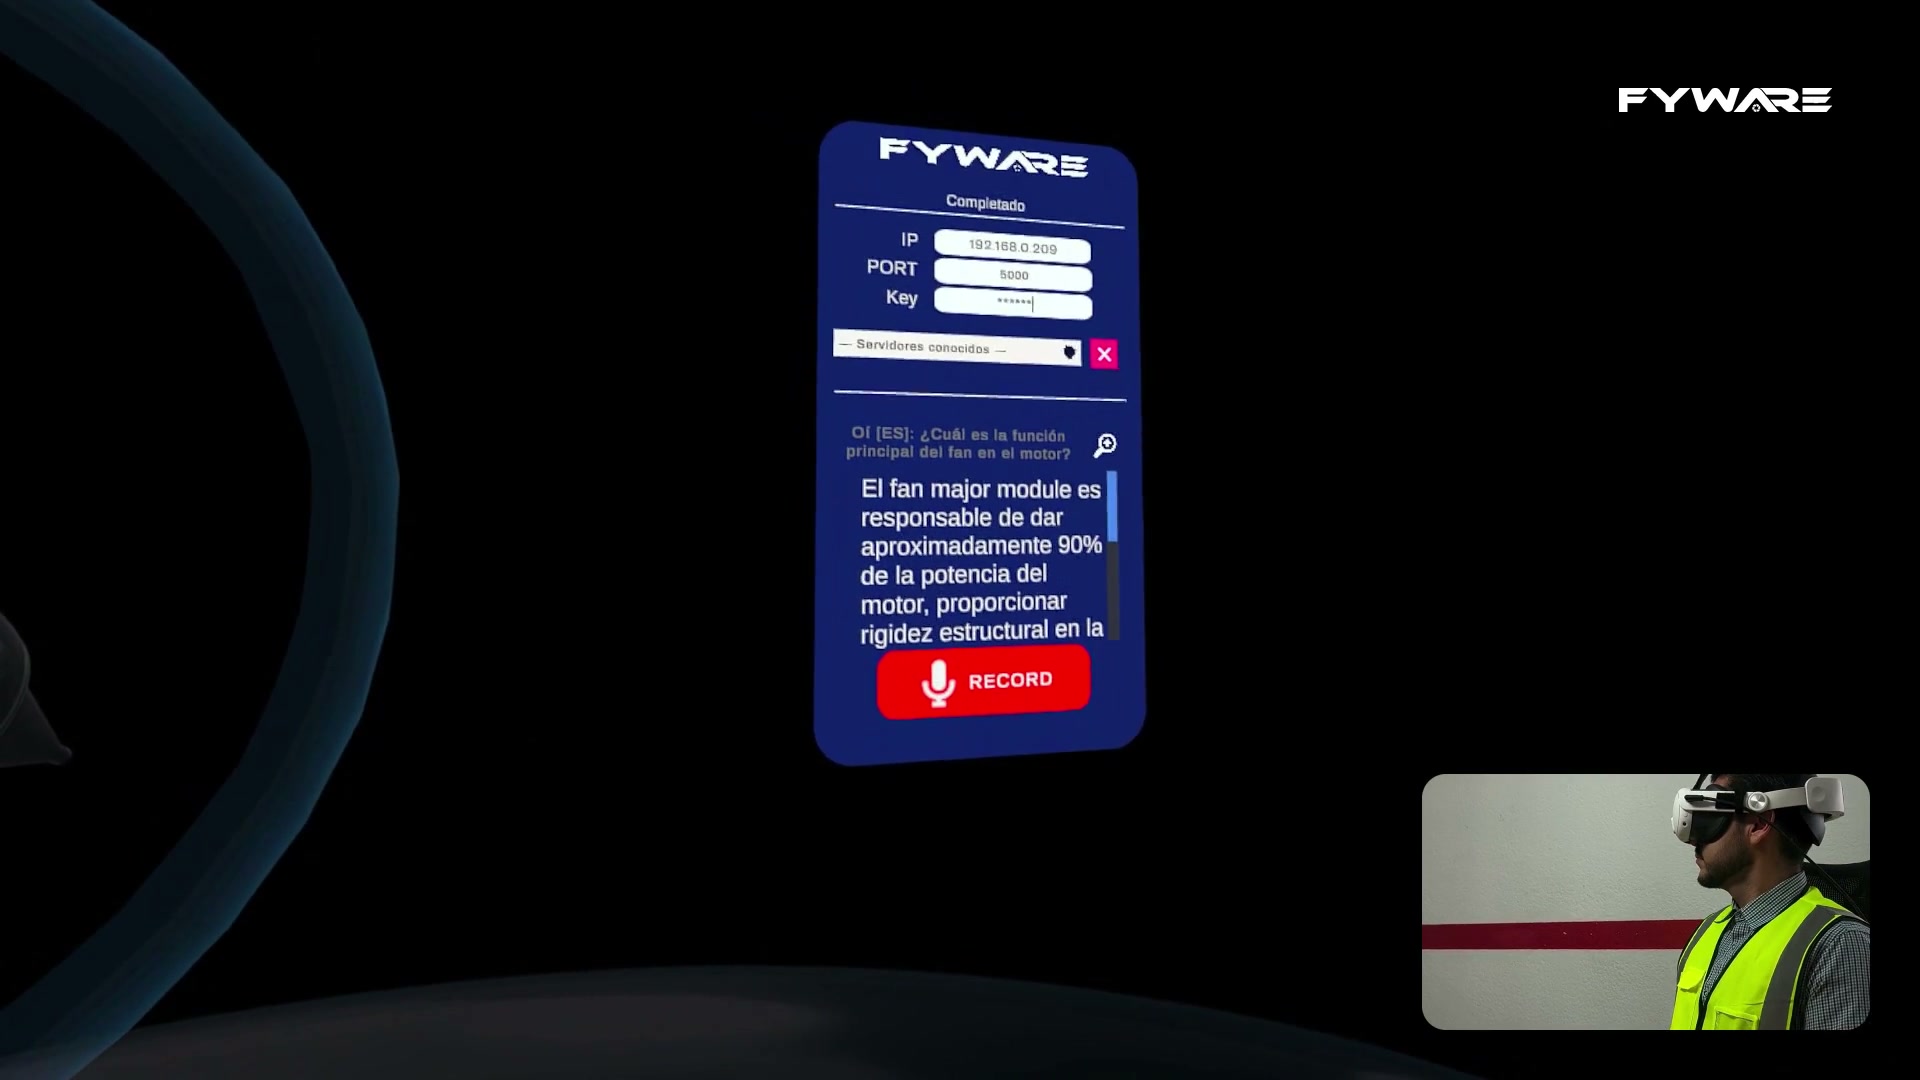 FYWARE
FYWARE
Completado
IP
192.168.0.209
PORT
5000
Key
******
— Servidores conocidos —
X
Oí [ES]: ¿Cuál es la función
principal del fan en el motor?
El fan major module es
responsable de dar
aproximadamente 90%
de la potencia del
motor, proporcionar
rigidez estructural en la
RECORD